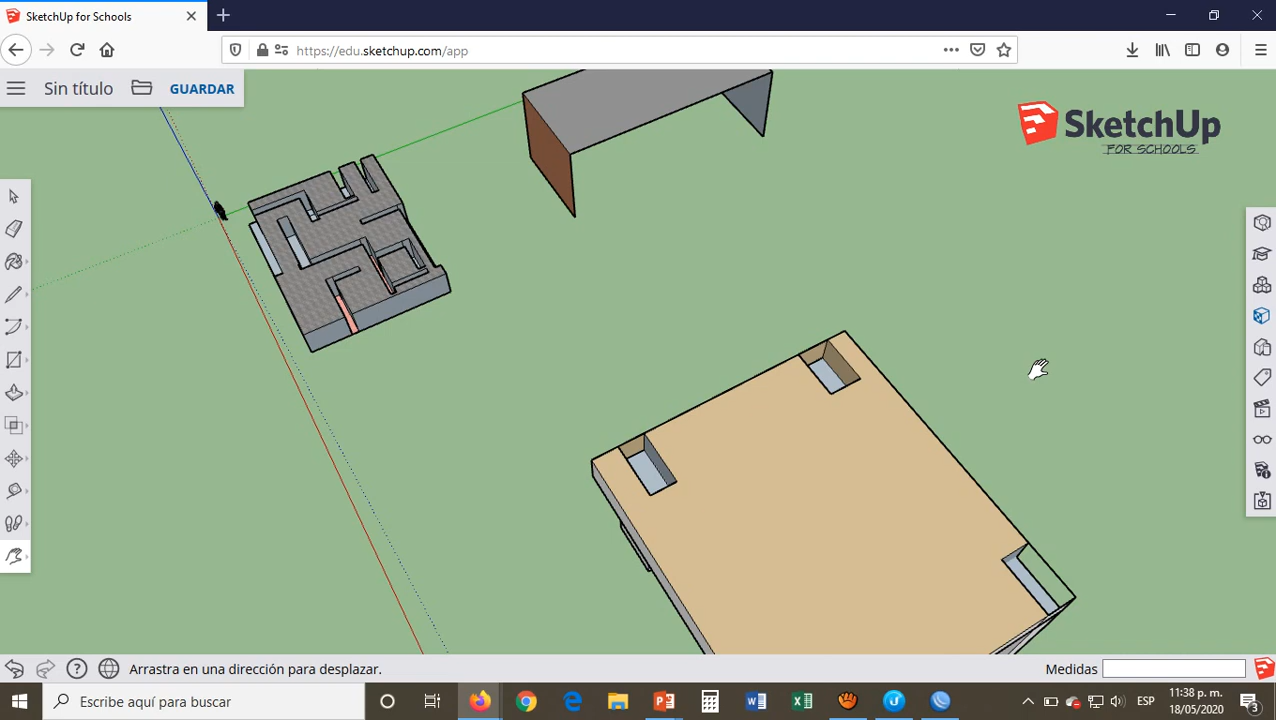 SketchUp for Schools
https://edu.sketchup.com/app
Sin título
GUARDAR
SketchUp
FOR SCHOOLS
Arrastra en una dirección para desplazar.
Medidas
Escribe aquí para buscar
ESP
11:38 p. m.
18/05/2020
3